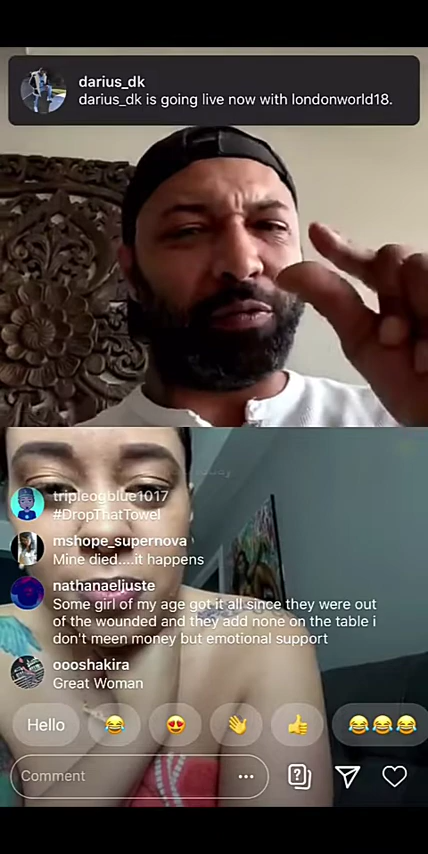 darius_dk
darius_dk is going live now with londonworld18.
tripleogblue1017
#DropThatTowel
mshope_supernova
Mine died....it happens
nathanaeljuste
Some girl of my age got it all since they were out
of the wounded and they add none on the table i
don't meen money but emotional support
oooshakira
Great Woman
Hello
Comment